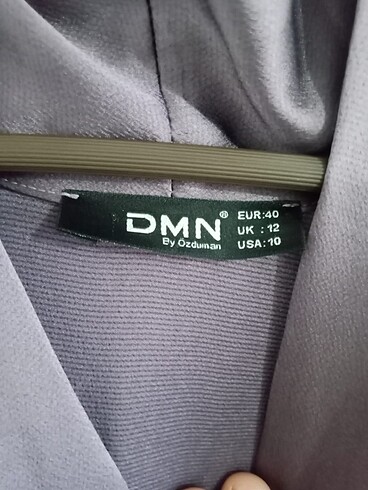 DMN®
By Özduman
EUR:40
UK : 12
USA:10